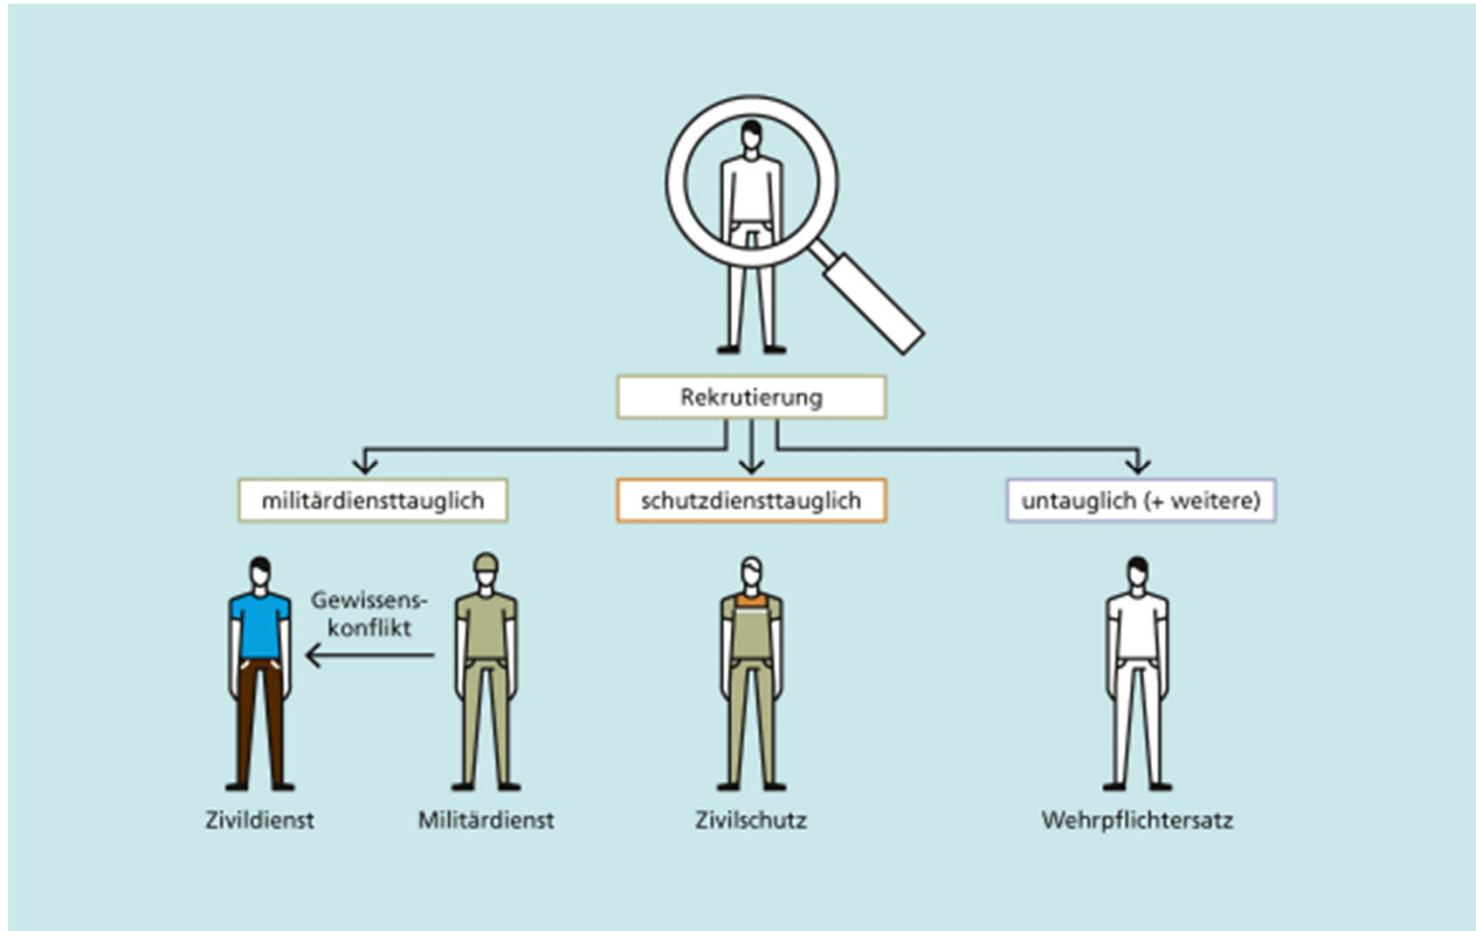 Rekrutierung
militärdiensttauglich
schutzdiensttauglich
untauglich (+ weitere)
Gewissens-
konflikt
Zivildienst
Militärdienst
Zivilschutz
Wehrpflichtersatz